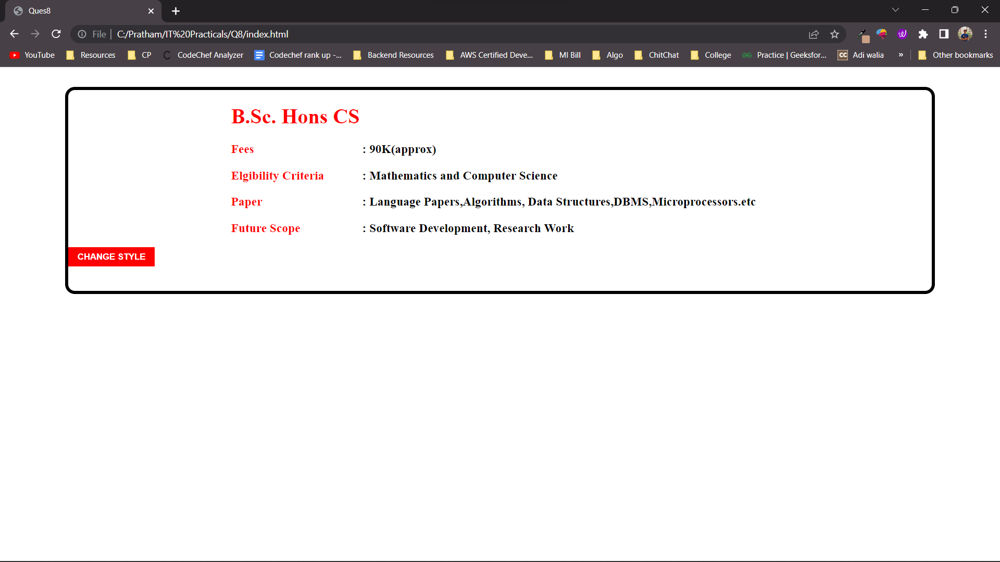 Ques8
File | C:/Pratham/IT%20Practicals/Q8/index.html
YouTube Resources CP CodeChef Analyzer Codechef rank up -... Backend Resources AWS Certified Deve... MI Bill Algo ChitChat College Practice | Geeksfor... CC Adi walia » Other bookmarks
B.Sc. Hons CS
Fees : 90K(approx)
Elgibility Criteria : Mathematics and Computer Science
Paper : Language Papers,Algorithms, Data Structures,DBMS,Microprocessors.etc
Future Scope : Software Development, Research Work
CHANGE STYLE